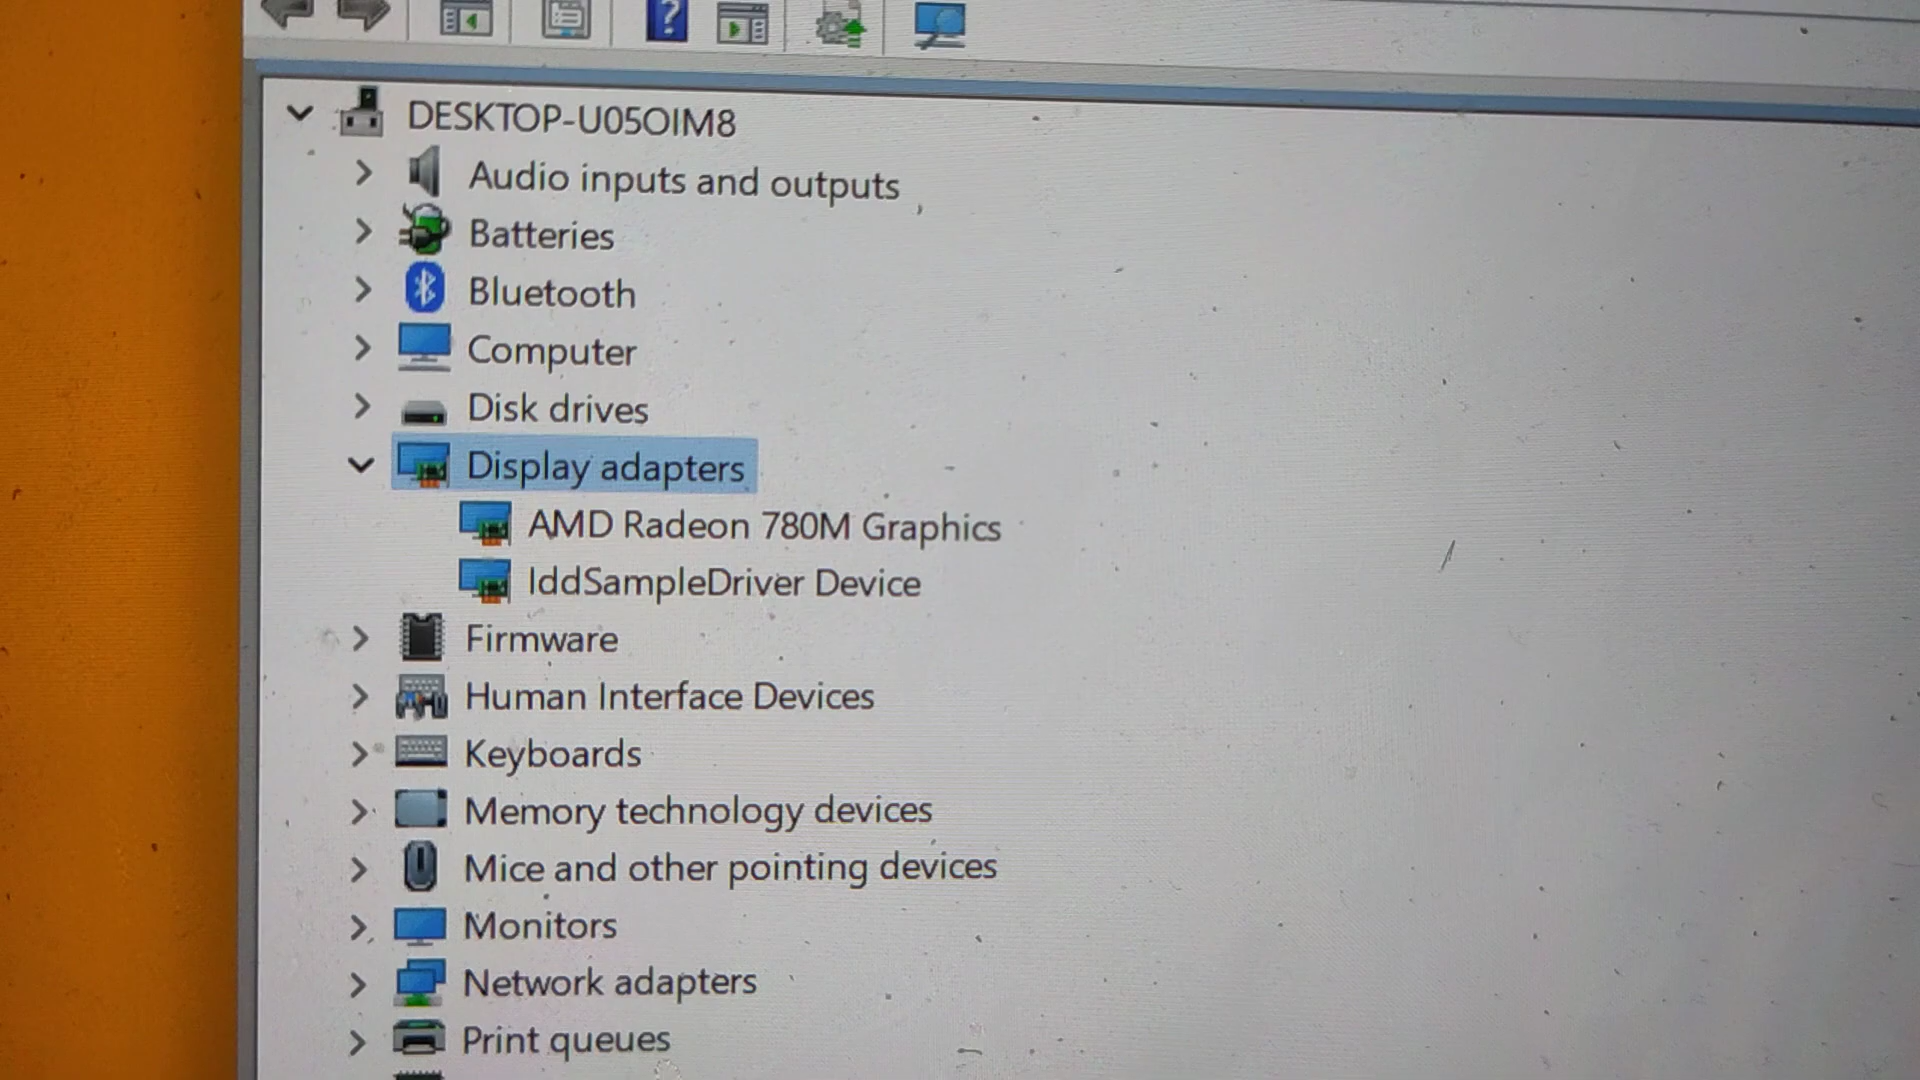 DESKTOP-U05OIM8
Audio inputs and outputs
Batteries
Bluetooth
Computer
Disk drives
Display adapters
AMD Radeon 780M Graphics
IddSampleDriver Device
Firmware
Human Interface Devices
Keyboards
Memory technology devices
Mice and other pointing devices
Monitors
Network adapters
Print queues